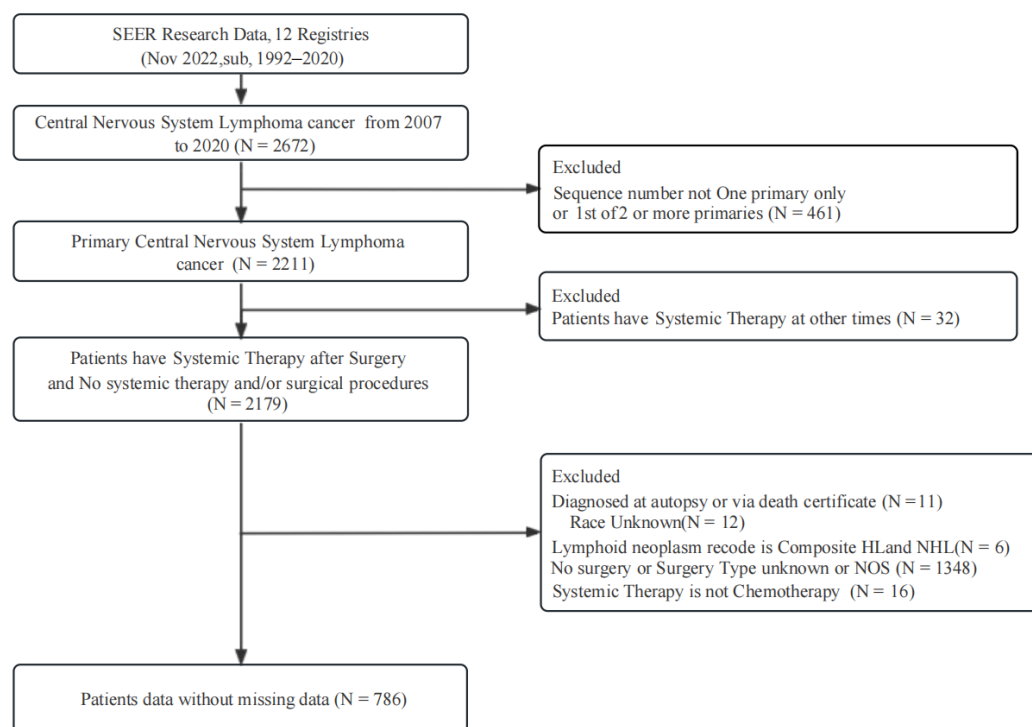 SEER Research Data, 12 Registries
(Nov 2022,sub, 1992–2020)
Central Nervous System Lymphoma cancer from 2007
to 2020 (N = 2672)
Excluded
Sequence number not One primary only
or 1st of2 or more primaries (N = 461)
Primary Central Nervous System Lymphoma
cancer (N = 2211)
Excluded
Patients have Systemic Therapy at other times (N = 32)
Patients have Systemic Therapy after Surgery
and No systemic therapy and/or surgical procedures
(N = 2179)
Excluded
Diagnosed at autopsy or via death certificate (N =11)
Race Unknown(N = 12)
Lymphoid neoplasm recode is Composite HLand NHL(N = 6)
No surgery or Surgery Type unknown or NOS (N = 1348)
Systemic Therapy is not Chemotherapy (N = 16)
Patients data without missing data (N = 786)